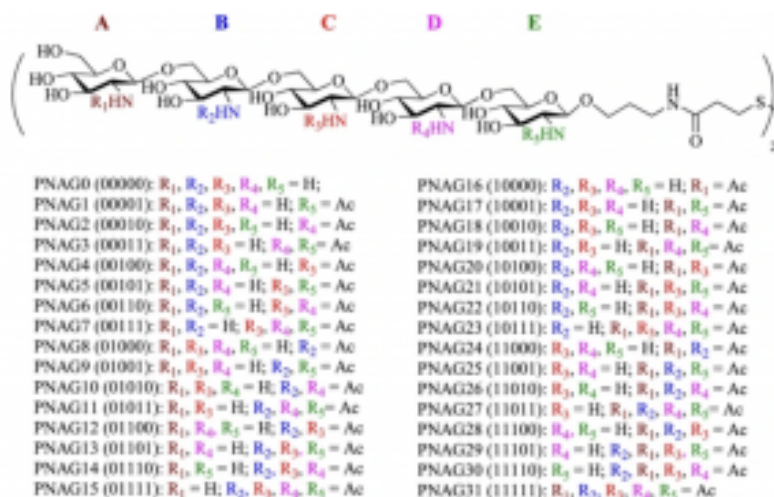 A B C D E
HO O O O O O
HO HO HO HO HO O H N S
HO R₁HN HO R₂HN HO R₃HN HO R₄HN HO R₅HN O 2
PNAG0 (00000): R₁, R₂, R₃, R₄, R₅ = H;
PNAG1 (00001): R₁, R₂, R₃, R₄ = H; R₅ = Ac
PNAG2 (00010): R₁, R₂, R₃, R₅ = H; R₄ = Ac
PNAG3 (00011): R₁, R₂, R₃ = H; R₄, R₅= Ac
PNAG4 (00100): R₁, R₂, R₄, R₅ = H; R₃ = Ac
PNAG5 (00101): R₁, R₂, R₄ = H; R₃, R₅ = Ac
PNAG6 (00110): R₁, R₂, R₅ = H; R₃, R₄ = Ac
PNAG7 (00111): R₁, R₂ = H; R₃, R₄, R₅ = Ac
PNAG8 (01000): R₁, R₃, R₄, R₅ = H; R₂ = Ac
PNAG9 (01001): R₁, R₃, R₄ = H; R₂, R₅ = Ac
PNAG10 (01010): R₁, R₃, R₅ = H; R₂, R₄ = Ac
PNAG11 (01011): R₁, R₃ = H; R₂, R₄, R₅= Ac
PNAG12 (01100): R₁, R₄, R₅ = H; R₂, R₃ = Ac
PNAG13 (01101): R₁, R₄ = H; R₂, R₃, R₅ = Ac
PNAG14 (01110): R₁, R₅ = H; R₂, R₃, R₄ = Ac
PNAG15 (01111): R₁ = H; R₂, R₃, R₄, R₅ = Ac
PNAG16 (10000): R₂, R₃, R₄, R₅ = H; R₁ = Ac
PNAG17 (10001): R₂, R₃, R₄ = H; R₁, R₅ = Ac
PNAG18 (10010): R₂, R₃, R₅ = H; R₁, R₄ = Ac
PNAG19 (10011): R₂, R₃ = H; R₁, R₄, R₅= Ac
PNAG20 (10100): R₂, R₄, R₅ = H; R₁, R₃ = Ac
PNAG21 (10101): R₂, R₄ = H; R₁, R₃, R₅ = Ac
PNAG22 (10110): R₂, R₅ = H; R₁, R₃, R₄ = Ac
PNAG23 (10111): R₂ = H; R₁, R₃, R₄, R₅ = Ac
PNAG24 (11000): R₃, R₄, R₅ = H; R₁, R₂ = Ac
PNAG25 (11001): R₃, R₄ = H; R₁, R₂, R₅ = Ac
PNAG26 (11010): R₃, R₅ = H; R₁, R₂, R₄ = Ac
PNAG27 (11011): R₃ = H; R₁, R₂, R₄, R₅ = Ac
PNAG28 (11100): R₄, R₅ = H; R₁, R₂, R₃ = Ac
PNAG29 (11101): R₄ = H; R₂, R₁, R₃, R₅ = Ac
PNAG30 (11110): R₅ = H; R₂, R₁, R₃, R₄ = Ac
PNAG31 (11111): R₁, R₂, R₃, R₄, R₅ = Ac